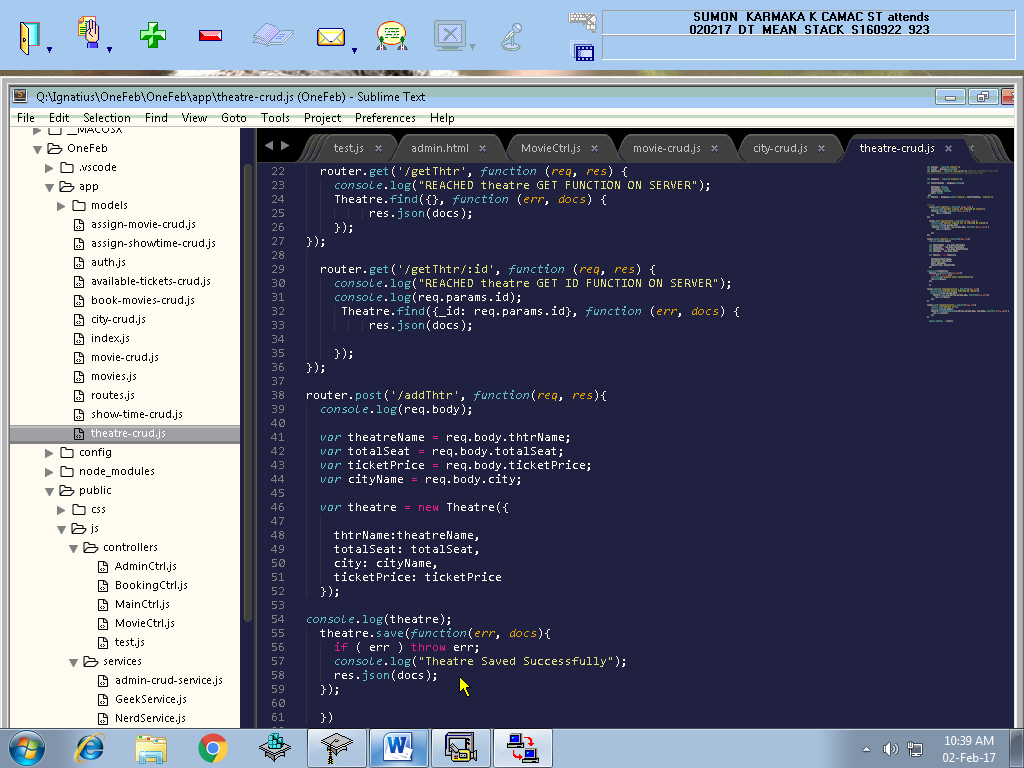 SUMON KARMAKA K CAMAC ST attends
020217 DT MEAN STACK S160922 923
Q:\Ignatius\OneFeb\OneFeb\app\theatre-crud.js (OneFeb) - Sublime Text
File Edit Selection Find View Goto Tools Project Preferences Help
__MACOSX
OneFeb
.vscode
app
models
assign-movie-crud.js
assign-showtime-crud.js
auth.js
available-tickets-crud.js
book-movies-crud.js
city-crud.js
index.js
movie-crud.js
movies.js
routes.js
show-time-crud.js
theatre-crud.js
config
node_modules
public
css
js
controllers
AdminCtrl.js
BookingCtrl.js
MainCtrl.js
MovieCtrl.js
test.js
services
admin-crud-service.js
GeekService.js
NerdService.js
test.js × admin.html × MovieCtrl.js × movie-crud.js × city-crud.js × theatre-crud.js ×
22 router.get('/getThtr', function (req, res) {
23 console.log("REACHED theatre GET FUNCTION ON SERVER");
24 Theatre.find({}, function (err, docs) {
25 res.json(docs);
26 });
27 });
28
29 router.get('/getThtr/:id', function (req, res) {
30 console.log("REACHED theatre GET ID FUNCTION ON SERVER");
31 console.log(req.params.id);
32 Theatre.find({_id: req.params.id}, function (err, docs) {
33 res.json(docs);
34
35 });
36 });
37
38 router.post('/addThtr', function(req, res){
39 console.log(req.body);
40
41 var theatreName = req.body.thtrName;
42 var totalSeat = req.body.totalSeat;
43 var ticketPrice = req.body.ticketPrice;
44 var cityName = req.body.city;
45
46 var theatre = new Theatre({
47
48 thtrName:theatreName,
49 totalSeat: totalSeat,
50 city: cityName,
51 ticketPrice: ticketPrice
52 });
53
54 console.log(theatre);
55 theatre.save(function(err, docs){
56 if ( err ) throw err;
57 console.log("Theatre Saved Successfully");
58 res.json(docs);
59 });
60
61 })
10:39 AM
02-Feb-17